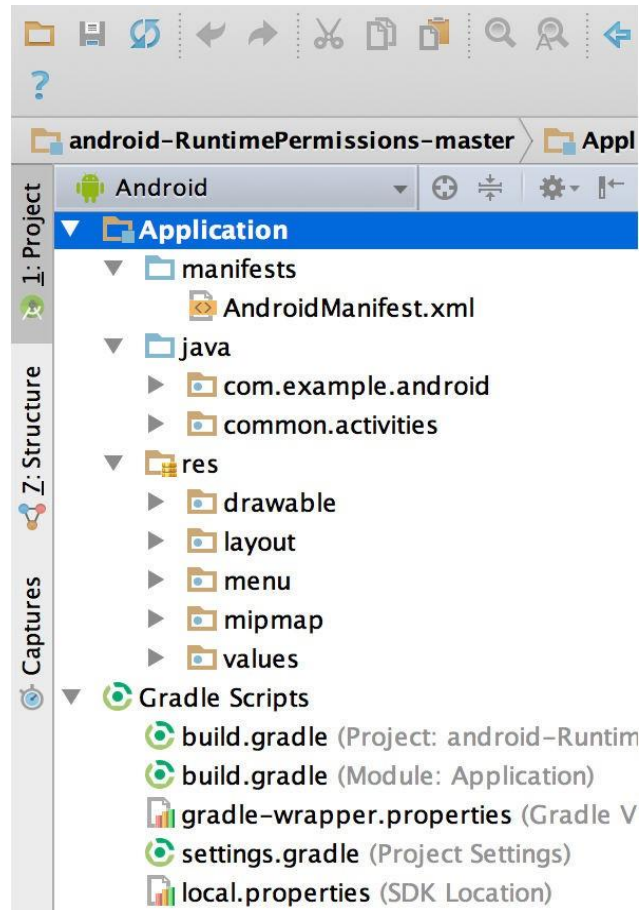 ?
android-RuntimePermissions-master Appl
Android
1: Project
Application
manifests
AndroidManifest.xml
java
com.example.android
common.activities
res
drawable
layout
menu
mipmap
values
7: Structure
Captures
Gradle Scripts
build.gradle (Project: android-Runtim
build.gradle (Module: Application)
gradle-wrapper.properties (Gradle V
settings.gradle (Project Settings)
local.properties (SDK Location)